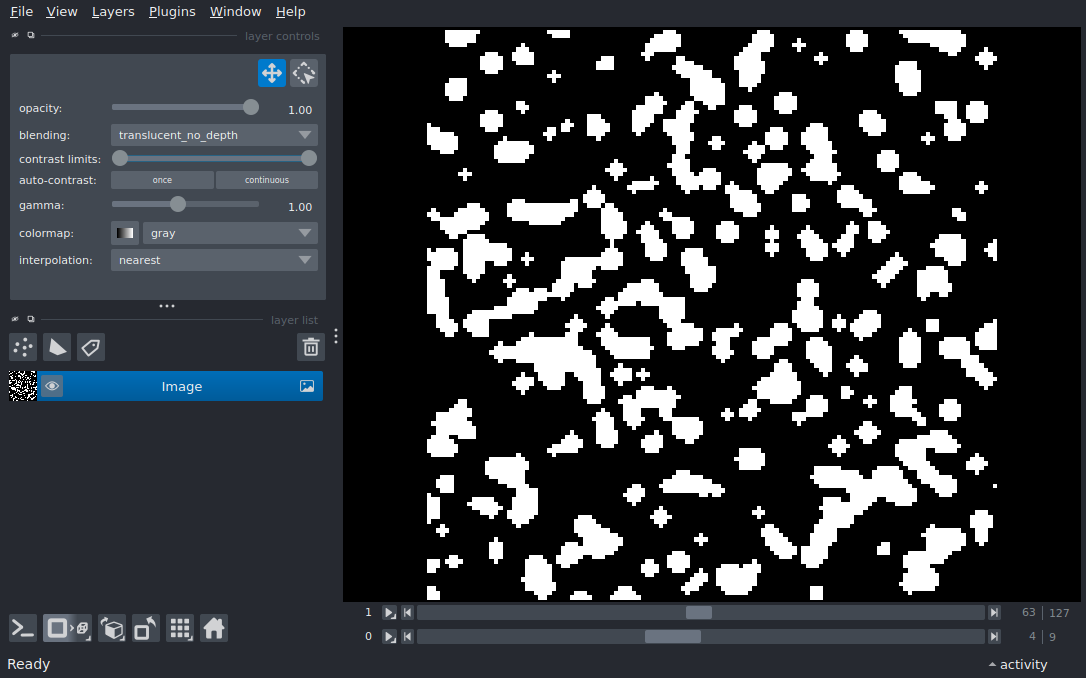 File View Layers Plugins Window Help
layer controls
opacity: 1.00
blending: translucent_no_depth
contrast limits:
auto-contrast: once continuous
gamma: 1.00
colormap: gray
interpolation: nearest
layer list
Image
1 63 127
0 4 9
Ready activity